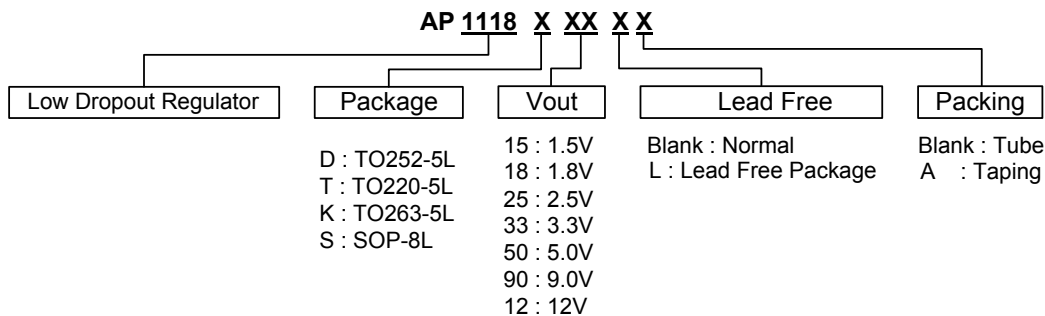 AP 1118 X XX X X
Low Dropout Regulator
Package
D : TO252-5L
T : TO220-5L
K : TO263-5L
S : SOP-8L
Vout
15 : 1.5V
18 : 1.8V
25 : 2.5V
33 : 3.3V
50 : 5.0V
90 : 9.0V
12 : 12V
Lead Free
Blank : Normal
L : Lead Free Package
Packing
Blank : Tube
A : Taping